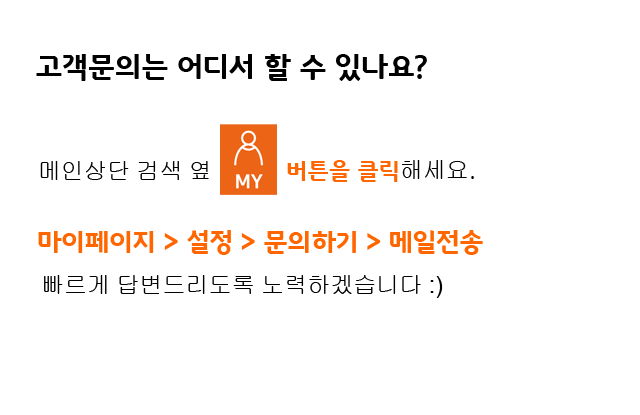 고객문의는 어디서 할 수 있나요?
메인상단 검색 옆 MY 버튼을 클릭해세요.
마이페이지 > 설정 > 문의하기 > 메일전송
빠르게 답변드리도록 노력하겠습니다 :)